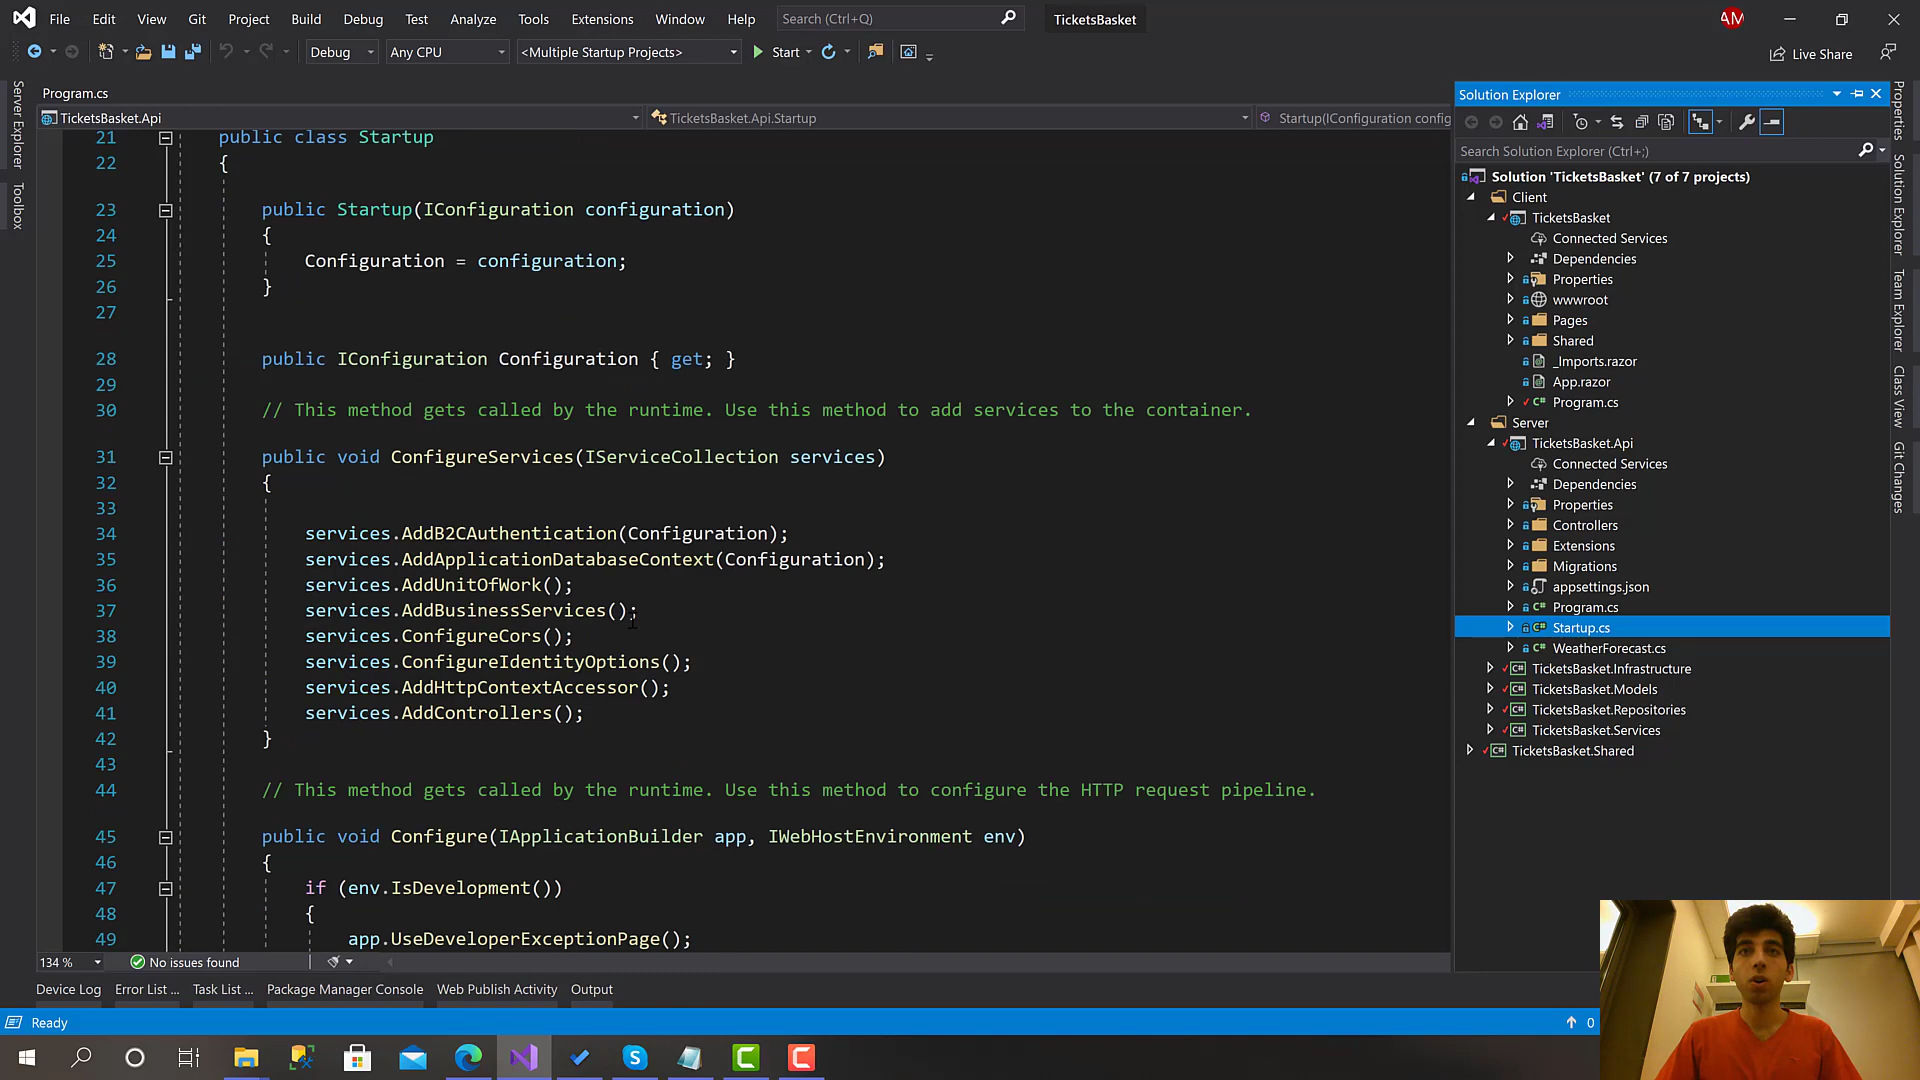 File Edit View Git Project Build Debug Test Analyze Tools Extensions Window Help Search (Ctrl+Q) TicketsBasket AM
Debug Any CPU <Multiple Startup Projects> Start Live Share
Server Explorer
Toolbox
Program.cs
TicketsBasket.Api TicketsBasket.Api.Startup Startup(IConfiguration config
21 public class Startup
22 {
23 public Startup(IConfiguration configuration)
24 {
25 Configuration = configuration;
26 }
27
28 public IConfiguration Configuration { get; }
29
30 // This method gets called by the runtime. Use this method to add services to the container.
31 public void ConfigureServices(IServiceCollection services)
32 {
33
34 services.AddB2CAuthentication(Configuration);
35 services.AddApplicationDatabaseContext(Configuration);
36 services.AddUnitOfWork();
37 services.AddBusinessServices();
38 services.ConfigureCors();
39 services.ConfigureIdentityOptions();
40 services.AddHttpContextAccessor();
41 services.AddControllers();
42 }
43
44 // This method gets called by the runtime. Use this method to configure the HTTP request pipeline.
45 public void Configure(IApplicationBuilder app, IWebHostEnvironment env)
46 {
47 if (env.IsDevelopment())
48 {
49 app.UseDeveloperExceptionPage();
134 % No issues found
Solution Explorer
Search Solution Explorer (Ctrl+;)
Solution 'TicketsBasket' (7 of 7 projects)
Client
TicketsBasket
Connected Services
Dependencies
Properties
wwwroot
Pages
Shared
_Imports.razor
App.razor
Program.cs
Server
TicketsBasket.Api
Connected Services
Dependencies
Properties
Controllers
Extensions
Migrations
appsettings.json
Program.cs
Startup.cs
WeatherForecast.cs
TicketsBasket.Infrastructure
TicketsBasket.Models
TicketsBasket.Repositories
TicketsBasket.Services
TicketsBasket.Shared
Properties
Solution Explorer
Team Explorer
Class View
Git Changes
Device Log Error List ... Task List ... Package Manager Console Web Publish Activity Output
Ready 0